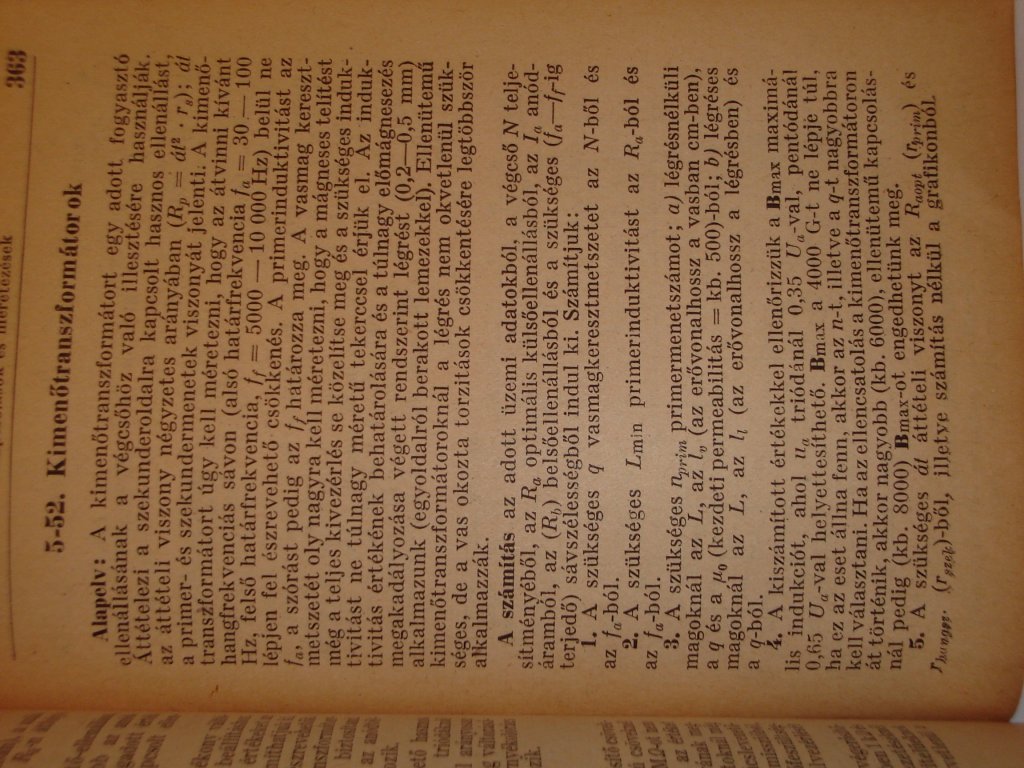 363
5-52. Kimenőtranszformátorok
Alapelv: A kimenőtranszformátort egy adott fogyasztó
ellenállásának a végcsőhöz való illesztésére használják.
Áttételezi a szekunderoldalra kapcsolt hasznos ellenállást,
az áttételi viszony négyzetes arányában (Rp = át² · ra); át
a primer- és szekundermenetek viszonyát jelenti. A kimenő-
transzformátort úgy kell méretezni, hogy az átvinni kívánt
hangfrekvenciás sávon (alsó határfrekvencia fa = 30 — 100
Hz, felső határfrekvencia, ff = 5000 — 10 000 Hz) belül ne
lépjen fel észrevehető csökkenés. A primerinduktivitást az
fa, a szórást pedig az ff határozza meg. A vasmag kereszt-
metszetét oly nagyra kell méretezni, hogy a mágneses telítést
még a teljes kivezérlés se közelítse meg és a szükséges induk-
tivitást ne túlnagy méretű tekerccsel érjük el. Az induk-
tivitás értékének behatárolására és a túlnagy előmágnesezés
megakadályozása végett rendszerint légrést (0,2—0,5 mm)
alkalmazunk (egyoldalról berakott lemezekkel). Ellenütemű
kimenőtranszformátoroknál a légrés nem okvetlenül szük-
séges, de a vas okozta torzítások csökkentésére legtöbbször
alkalmazzák.
A számítás az adott üzemi adatokból, a végcső N telje-
sítményéből, az Ra optimális külsőellenállásból, az Ia anód-
áramból, az (Rb) belsőellenállásból és a szükséges (fa—ff-ig
terjedő) sávszélességből indul ki. Számítjuk:
1. A szükséges q vasmagkeresztmetszetet az N-ből és
az fa-ból.
2. A szükséges Lmin primerinduktivitást az Ra-ból és
az fa-ból.
3. A szükséges nprim primermenetszámot; a) légrésnélküli
magoknál az L, az lv (az erővonalhossz a vasban cm-ben),
a q és a μ0 (kezdeti permeabilitás = kb. 500)-ból; b) légréses
magoknál az L, az ll (az erővonalhossz a légrésben) és
a q-ból.
4. A kiszámított értékekkel ellenőrizzük a Bmax maximá-
lis indukciót, ahol ua triódánál 0,35 Ua-val, pentódánál
0,65 Ua-val helyettesíthető. Bmax a 4000 G-t ne lépje túl,
ha ez az eset állna fenn, akkor az n-t, illetve a q-t nagyobbra
kell választani. Ha az ellencsatolás a kimenőtranszformátoron
át történik, akkor nagyobb (kb. 6000), ellenütemű kapcsolás-
nál pedig (kb. 8000) Bmax-ot engedhetünk meg.
5. A szükséges át áttételi viszonyt az Raopt (rprim) és
rhangsz. (rszek)-ből, illetve számítás nélkül a grafikonból.